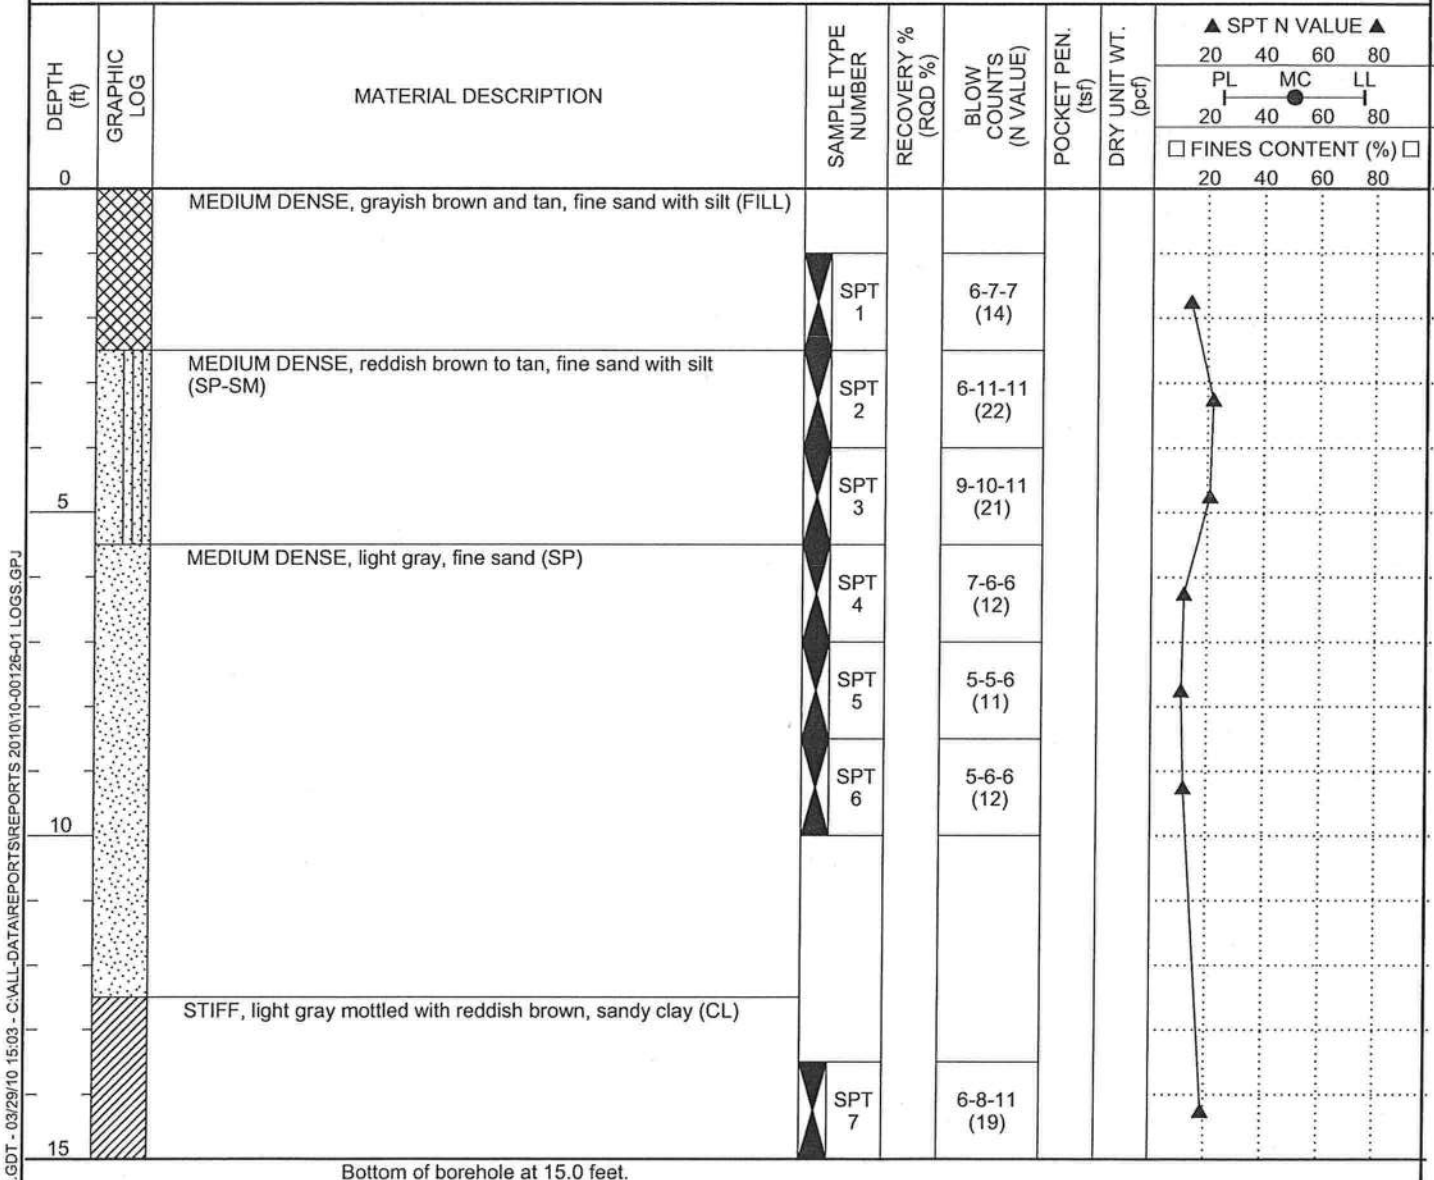 DEPTH
(ft)
GRAPHIC
LOG
MATERIAL DESCRIPTION
SAMPLE TYPE
NUMBER
RECOVERY %
(RQD %)
BLOW
COUNTS
(N VALUE)
POCKET PEN.
(tsf)
DRY UNIT WT.
(pcf)
▲ SPT N VALUE ▲
20 40 60 80
PL MC LL
20 40 60 80
□ FINES CONTENT (%) □
20 40 60 80
0
MEDIUM DENSE, grayish brown and tan, fine sand with silt (FILL)
SPT
1
6-7-7
(14)
MEDIUM DENSE, reddish brown to tan, fine sand with silt
(SP-SM)
SPT
2
6-11-11
(22)
SPT
3
9-10-11
(21)
5
MEDIUM DENSE, light gray, fine sand (SP)
SPT
4
7-6-6
(12)
SPT
5
5-5-6
(11)
SPT
6
5-6-6
(12)
10
STIFF, light gray mottled with reddish brown, sandy clay (CL)
SPT
7
6-8-11
(19)
15
Bottom of borehole at 15.0 feet.
.GDT - 03/29/10 15:03 - C:\ALL-DATA\REPORTS\REPORTS 2010\10-00126-01 LOGS.GPJ